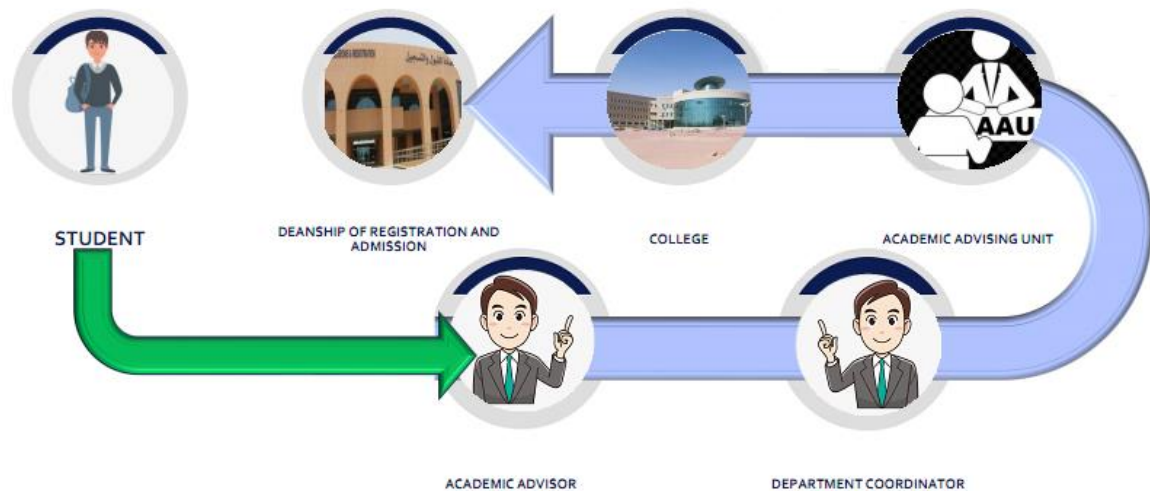 AAU
STUDENT
DEANSHIP OF REGISTRATION AND
ADMISSION
COLLEGE
ACADEMIC ADVISING UNIT
ACADEMIC ADVISOR
DEPARTMENT COORDINATOR